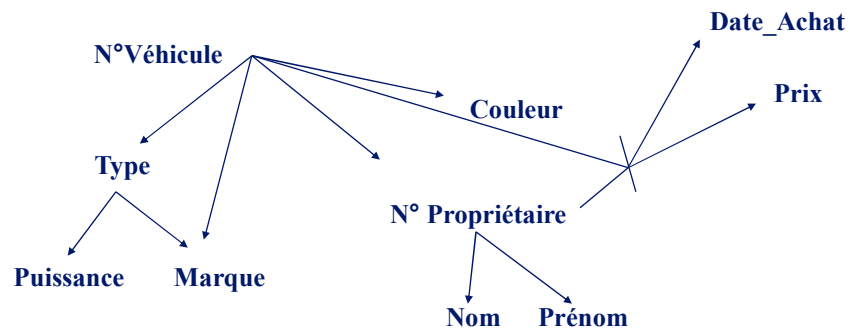 Date_Achat
N°Véhicule
Prix
Couleur
Type
N° Propriétaire
Puissance
Marque
Nom
Prénom